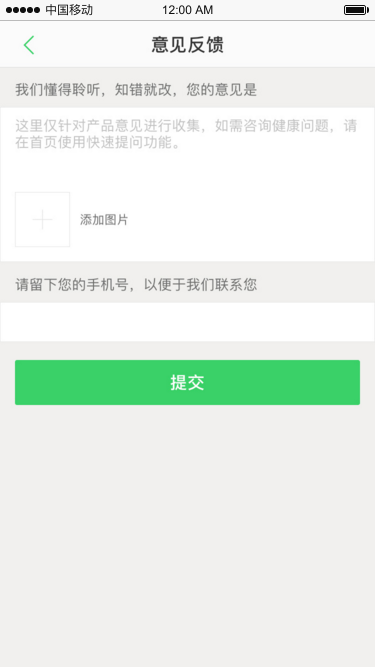 中国移动 12:00 AM
意见反馈
我们懂得聆听，知错就改，您的意见是
这里仅针对产品意见进行收集，如需咨询健康问题，请
在首页使用快速提问功能。
添加图片
请留下您的手机号，以便于我们联系您
提交